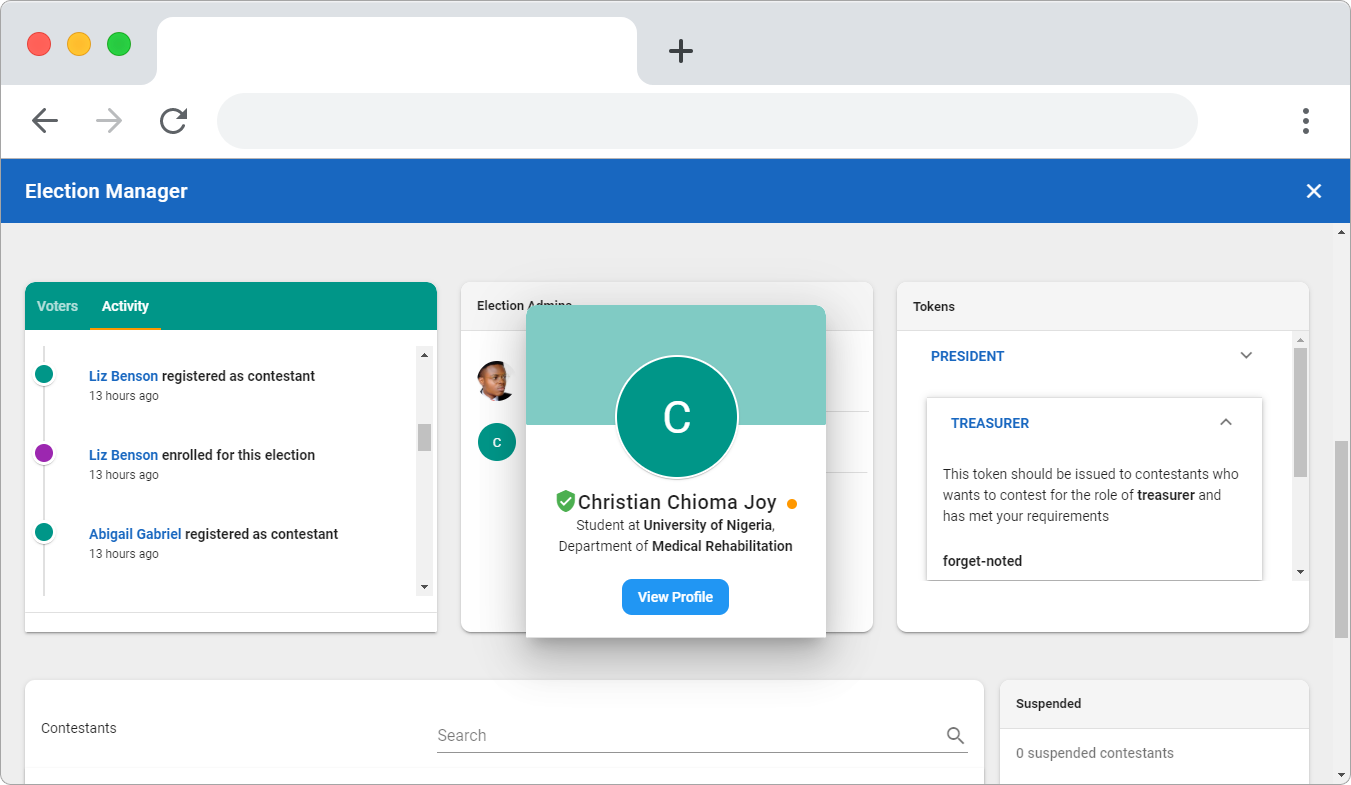 Election Manager
Voters
Activity
Liz Benson registered as contestant
13 hours ago
Liz Benson enrolled for this election
13 hours ago
Abigail Gabriel registered as contestant
13 hours ago
Election Admins
C
C
Christian Chioma Joy
Student at University of Nigeria,
Department of Medical Rehabilitation
View Profile
Tokens
PRESIDENT
TREASURER
This token should be issued to contestants who
wants to contest for the role of treasurer and
has met your requirements
forget-noted
Contestants
Search
Suspended
0 suspended contestants